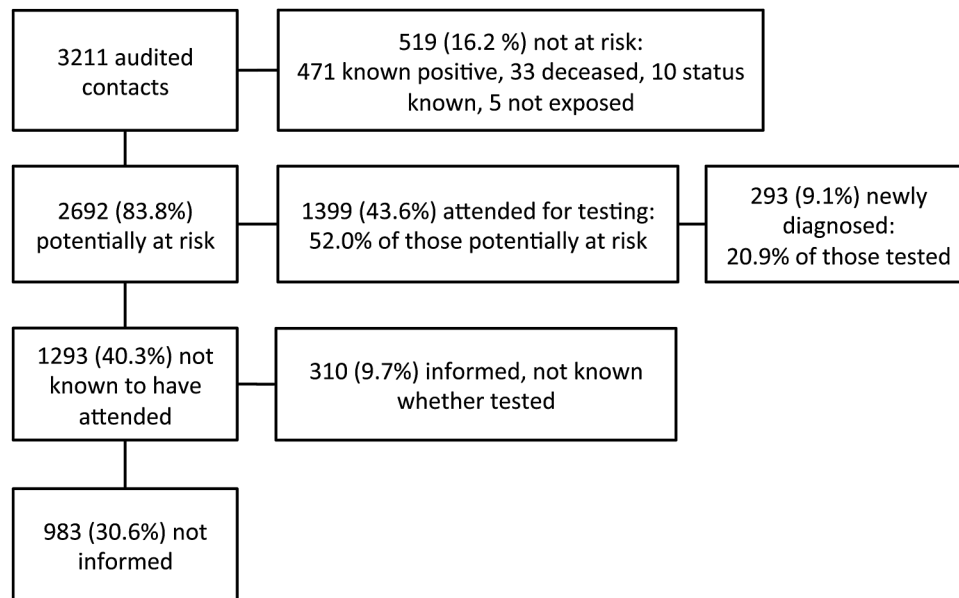 3211 audited
contacts
519 (16.2 %) not at risk:
471 known positive, 33 deceased, 10 status
known, 5 not exposed
2692 (83.8%)
potentially at risk
1399 (43.6%) attended for testing:
52.0% of those potentially at risk
293 (9.1%) newly
diagnosed:
20.9% of those tested
1293 (40.3%) not
known to have
attended
310 (9.7%) informed, not known
whether tested
983 (30.6%) not
informed